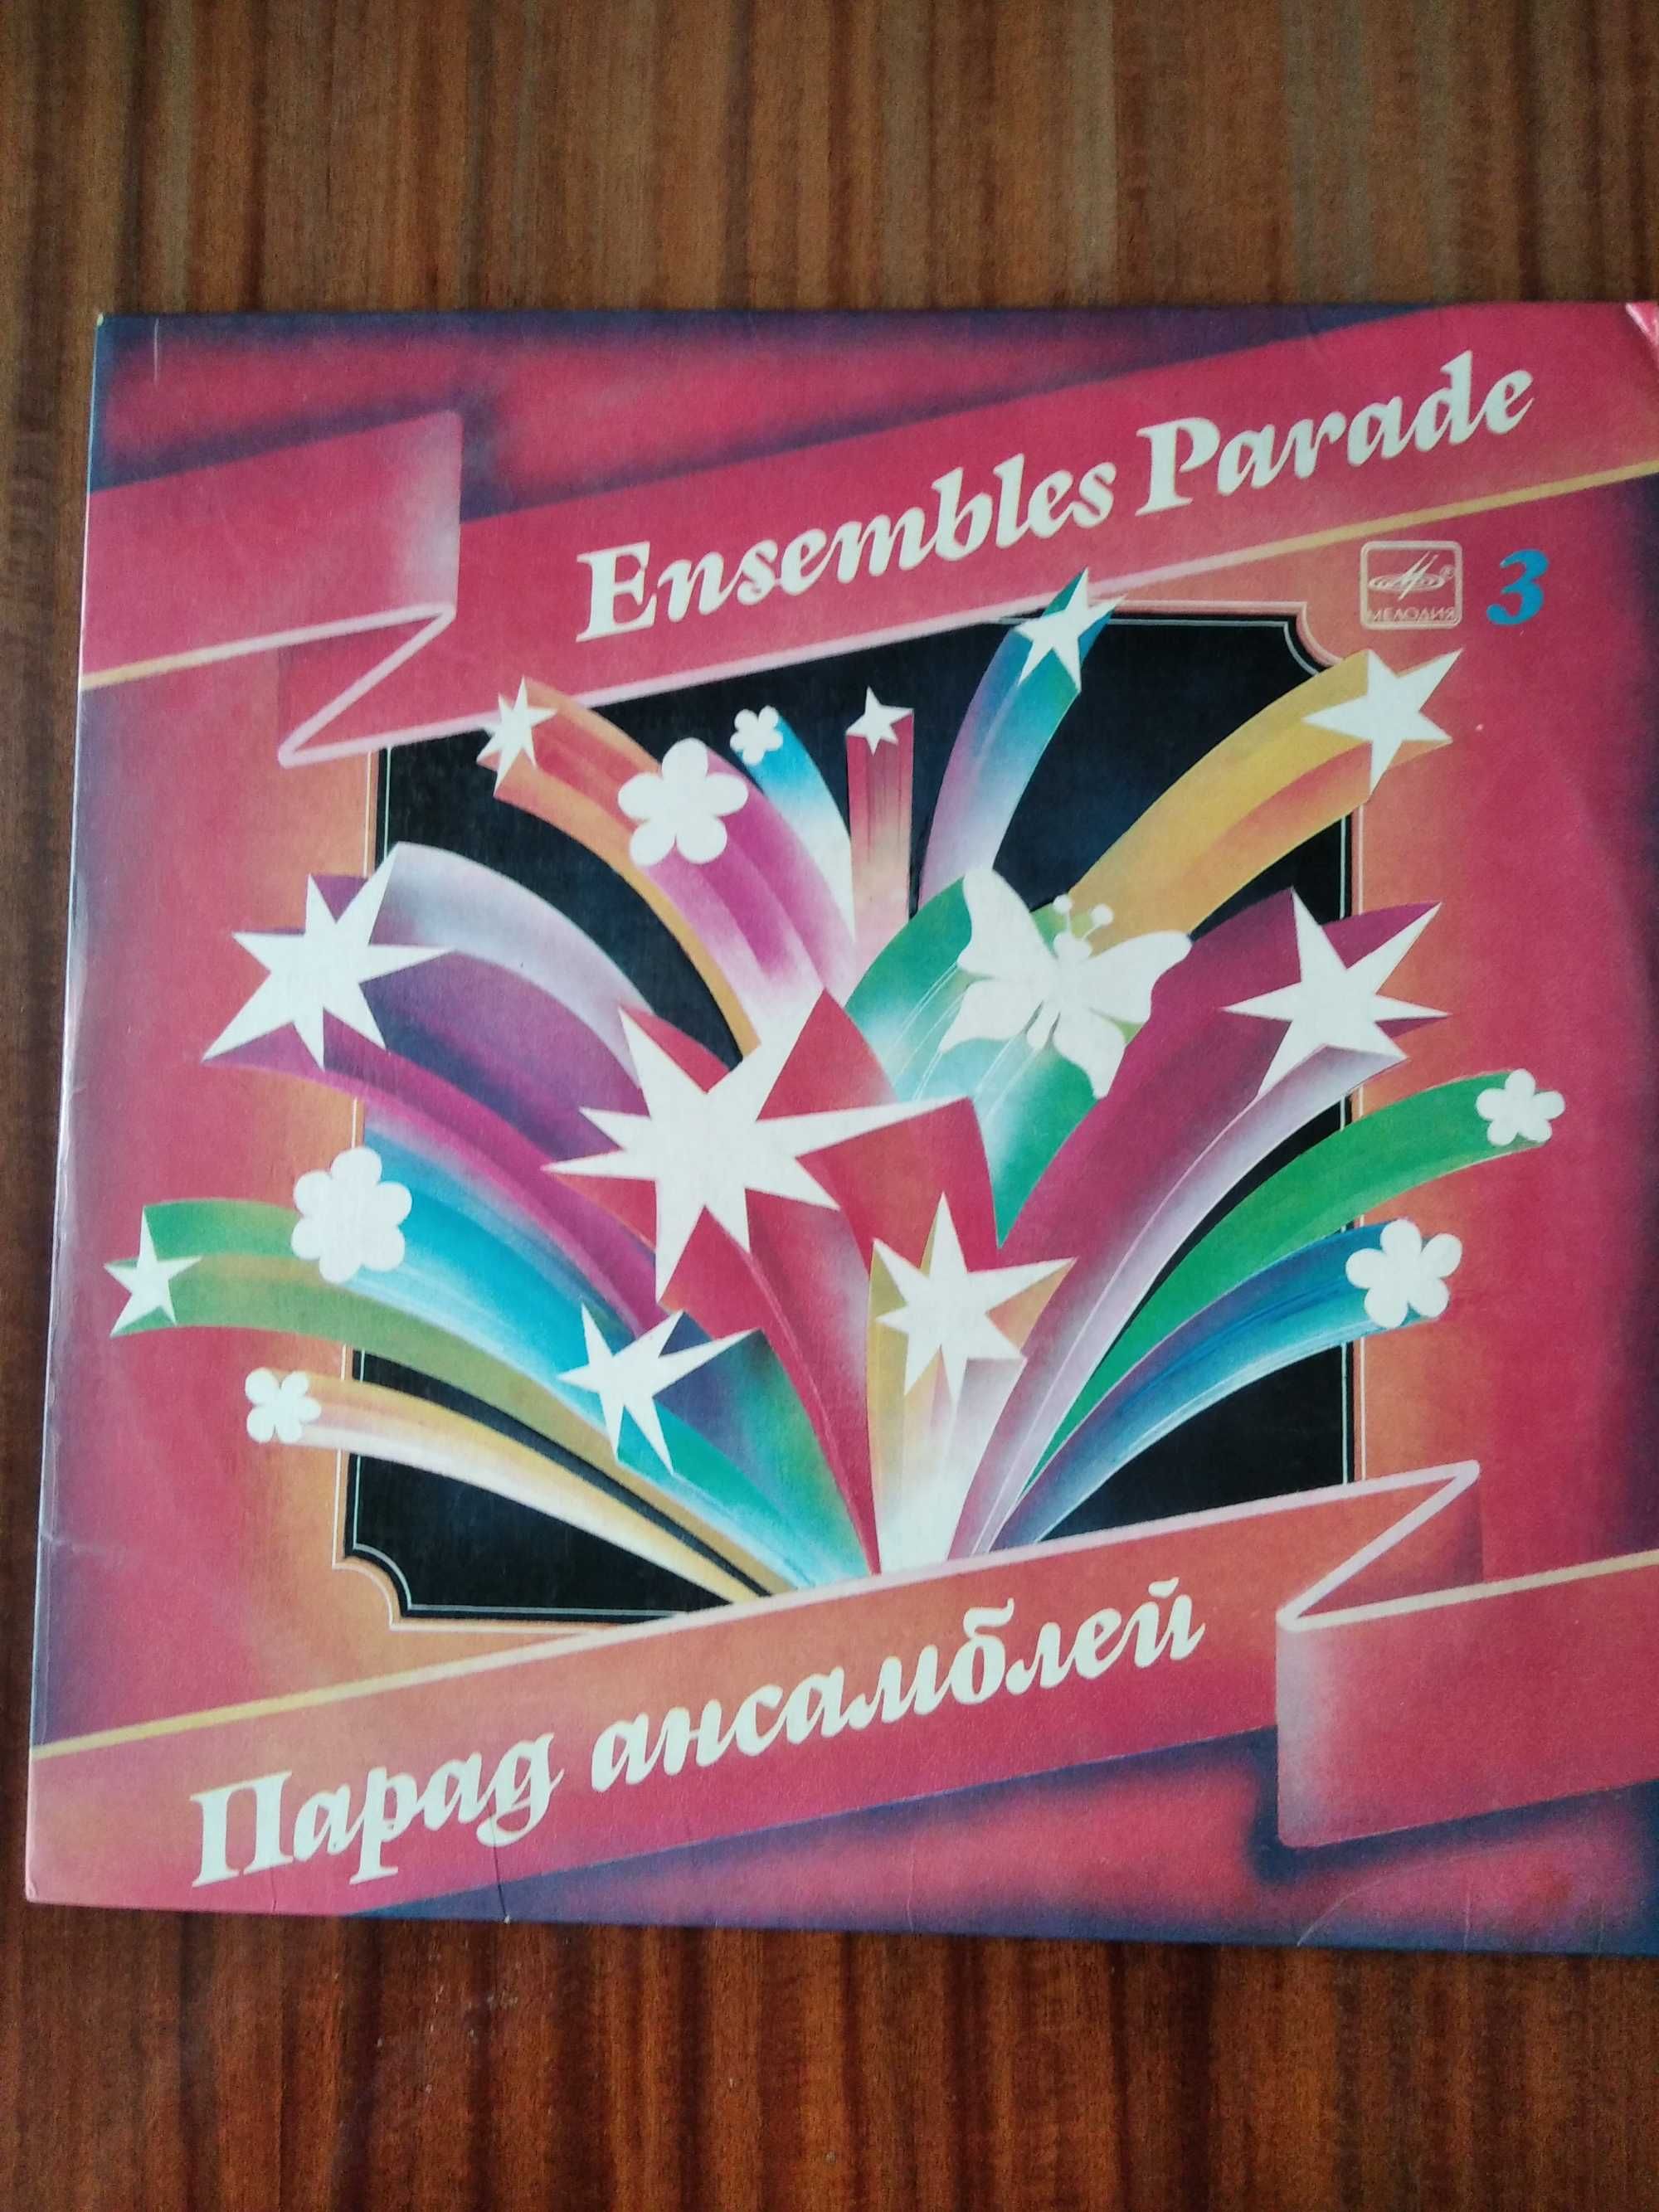 Ensembles Parade
МЕЛОДИЯ ®
3
Парад ансамблей